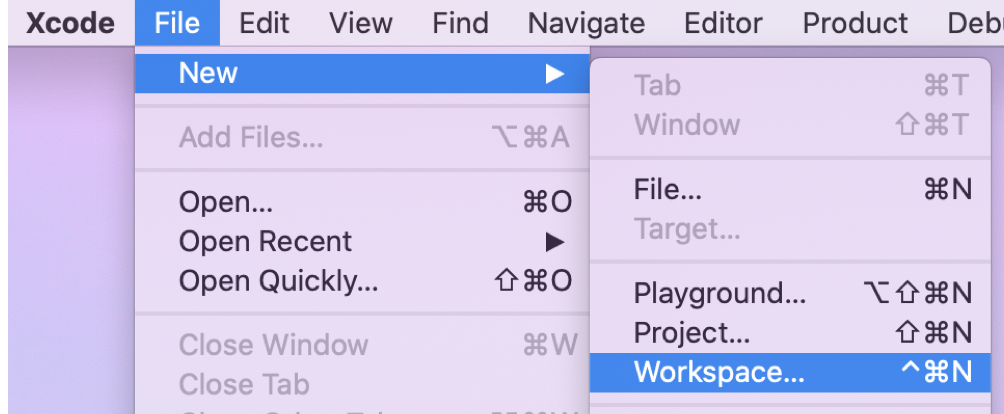 Xcode File Edit View Find Navigate Editor Product Deb
New ▶
Add Files... ⌥⌘A
Open... ⌘O
Open Recent ▶
Open Quickly... ⇧⌘O
Close Window ⌘W
Close Tab
Tab ⌘T
Window ⇧⌘T
File... ⌘N
Target...
Playground... ⌥⇧⌘N
Project... ⇧⌘N
Workspace... ^⌘N